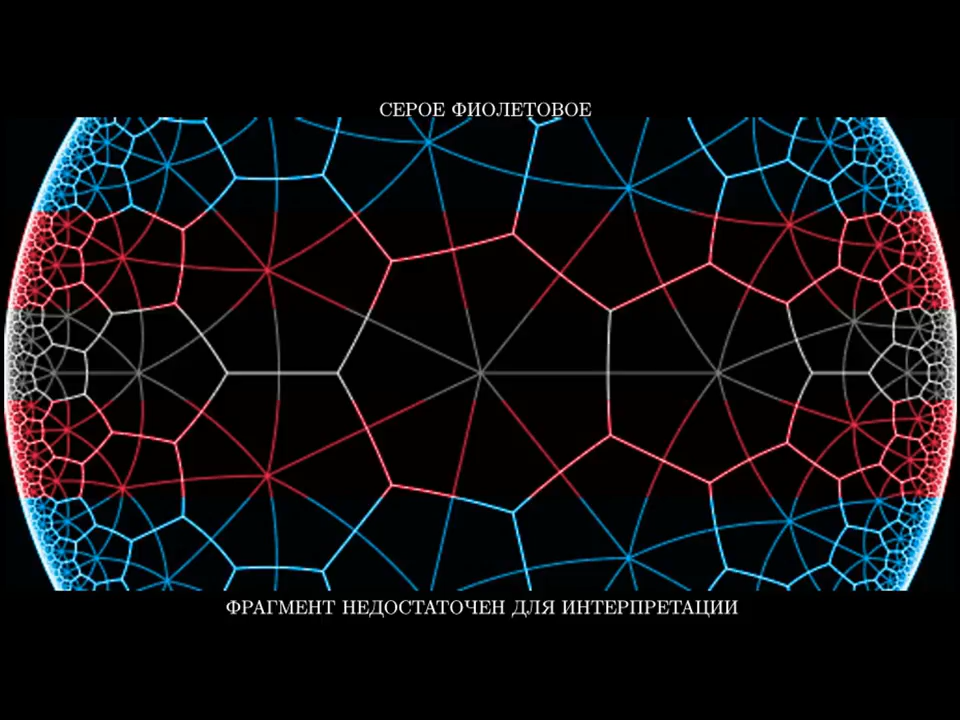 СЕРОЕ ФИОЛЕТОВОЕ
ФРАГМЕНТ НЕДОСТАТОЧЕН ДЛЯ ИНТЕРПРЕТАЦИИ